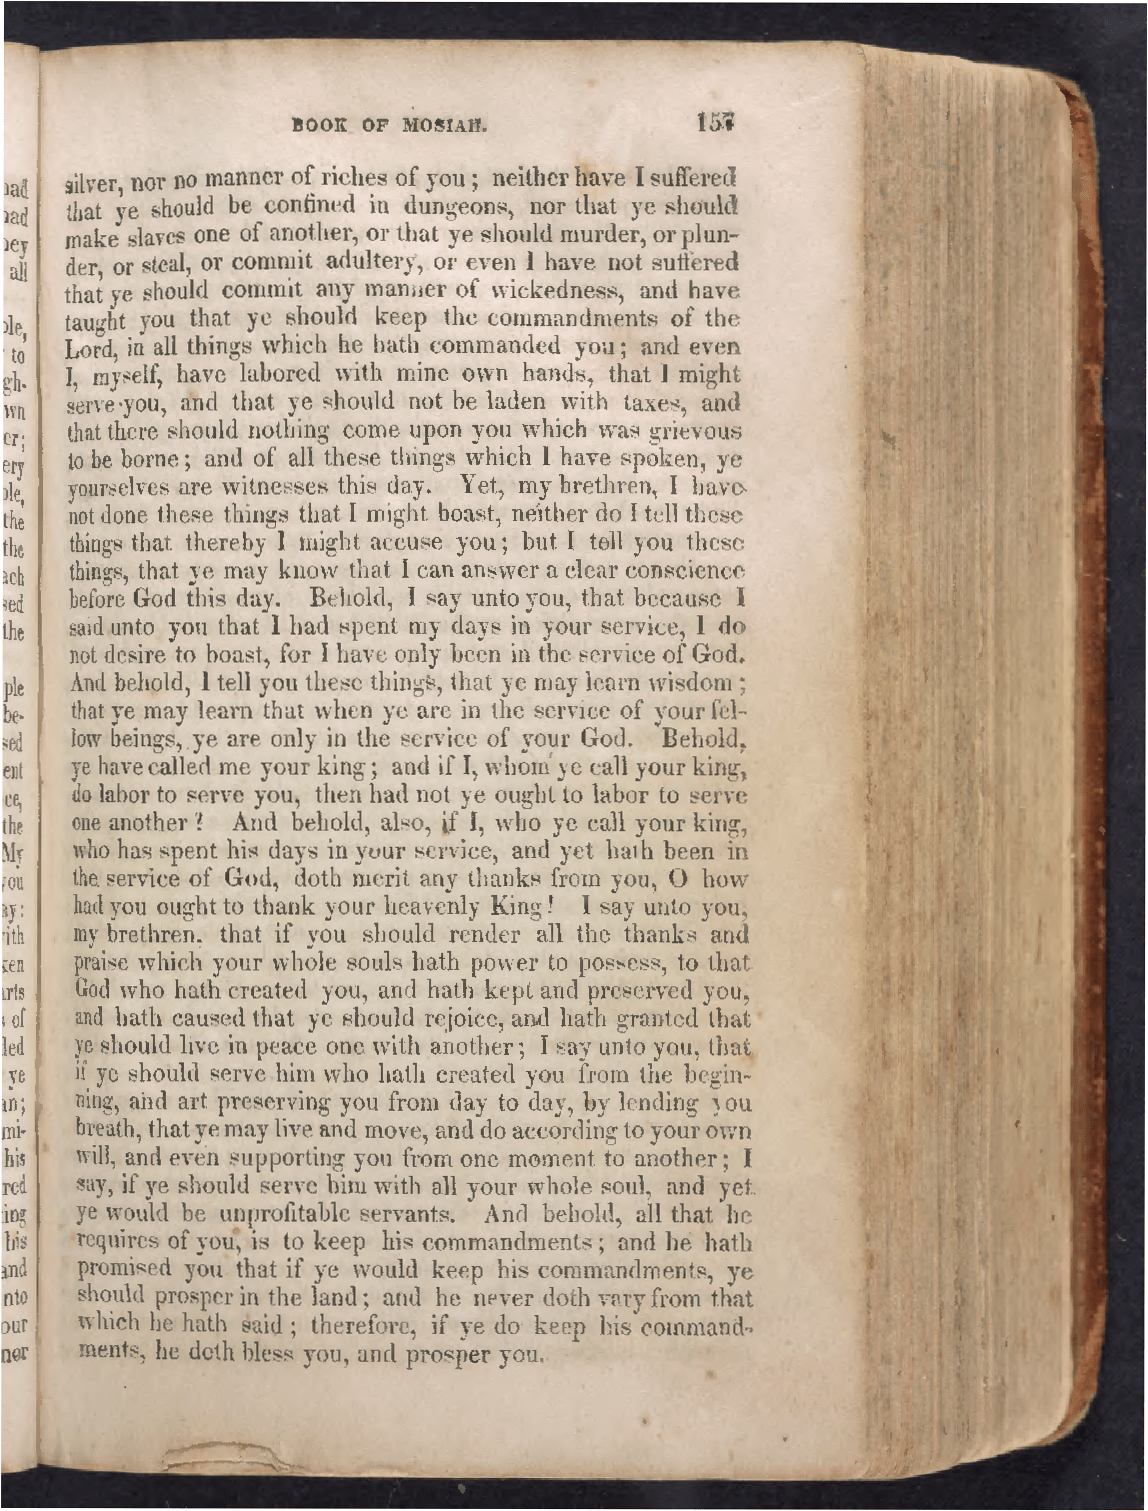 BOOK OF MOSIAH. 157
silver, nor no manner of riches of you; neither have I suffered
that ye should be confined in dungeons, nor that ye should
make slaves one of another, or that ye should murder, or plun-
der, or steal, or commit adultery, or even I have not suffered
that ye should commit any manner of wickedness, and have
taught you that ye should keep the commandments of the
Lord, in all things which he hath commanded you; and even
I, myself, have labored with mine own hands, that I might
serve you, and that ye should not be laden with taxes, and
that there should nothing come upon you which was grievous
to be borne; and of all these things which I have spoken, ye
yourselves are witnesses this day. Yet, my brethren, I have
not done these things that I might boast, neither do I tell these
things that thereby I might accuse you; but I tell you these
things, that ye may know that I can answer a clear conscience
before God this day. Behold, I say unto you, that because I
said unto you that I had spent my days in your service, I do
not desire to boast, for I have only been in the service of God.
And behold, I tell you these things, that ye may learn wisdom;
that ye may learn that when ye are in the service of your fel-
low beings, ye are only in the service of your God. Behold,
ye have called me your king; and if I, whom ye call your king,
do labor to serve you, then had not ye ought to labor to serve
one another? And behold, also, if I, who ye call your king,
who has spent his days in your service, and yet hath been in
the service of God, doth merit any thanks from you, O how
had you ought to thank your heavenly King! I say unto you,
my brethren, that if you should render all the thanks and
praise which your whole souls hath power to possess, to that
God who hath created you, and hath kept and preserved you,
and hath caused that ye should rejoice, and hath granted that
ye should live in peace one with another; I say unto you, that
if ye should serve him who hath created you from the begin-
ning, and art preserving you from day to day, by lending you
breath, that ye may live and move, and do according to your own
will, and even supporting you from one moment to another; I
say, if ye should serve him with all your whole soul, and yet
ye would be unprofitable servants. And behold, all that he
requires of you, is to keep his commandments; and he hath
promised you that if ye would keep his commandments, ye
should prosper in the land; and he never doth vary from that
which he hath said; therefore, if ye do keep his command-
ments, he doth bless you, and prosper you.